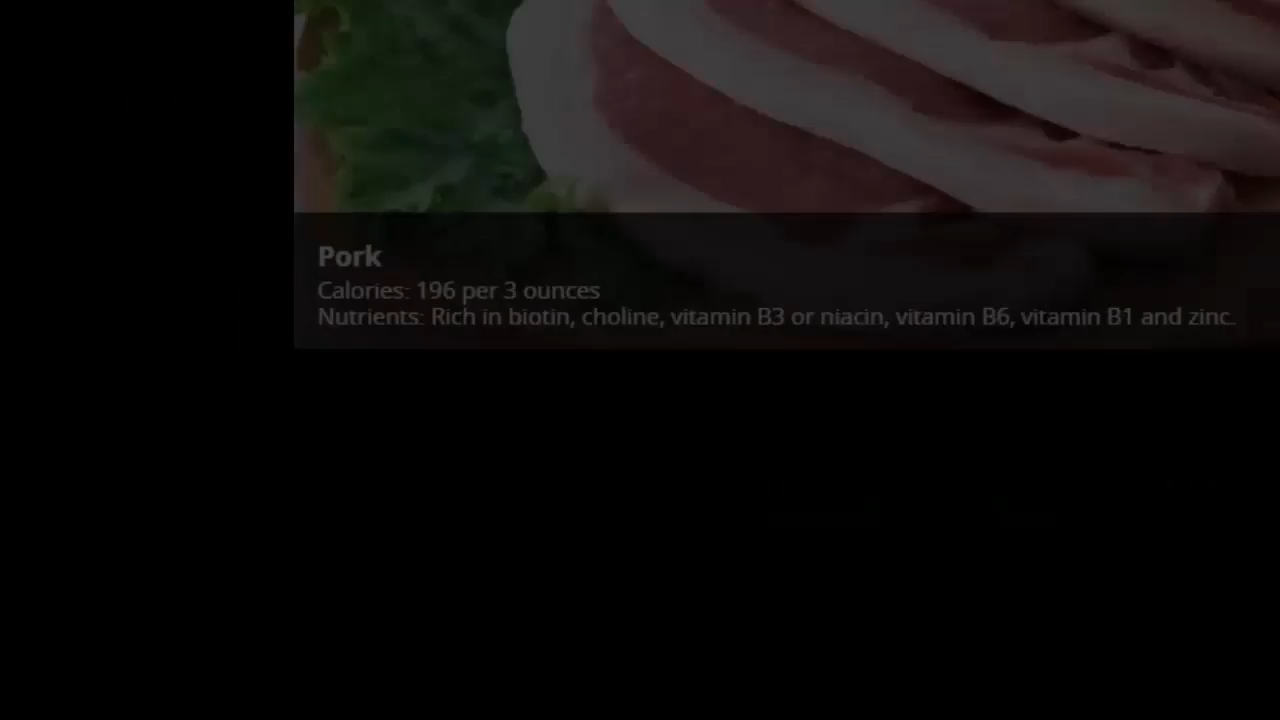 Pork
Calories: 196 per 3 ounces
Nutrients: Rich in biotin, choline, vitamin B3 or niacin, vitamin B6, vitamin B1 and zinc.